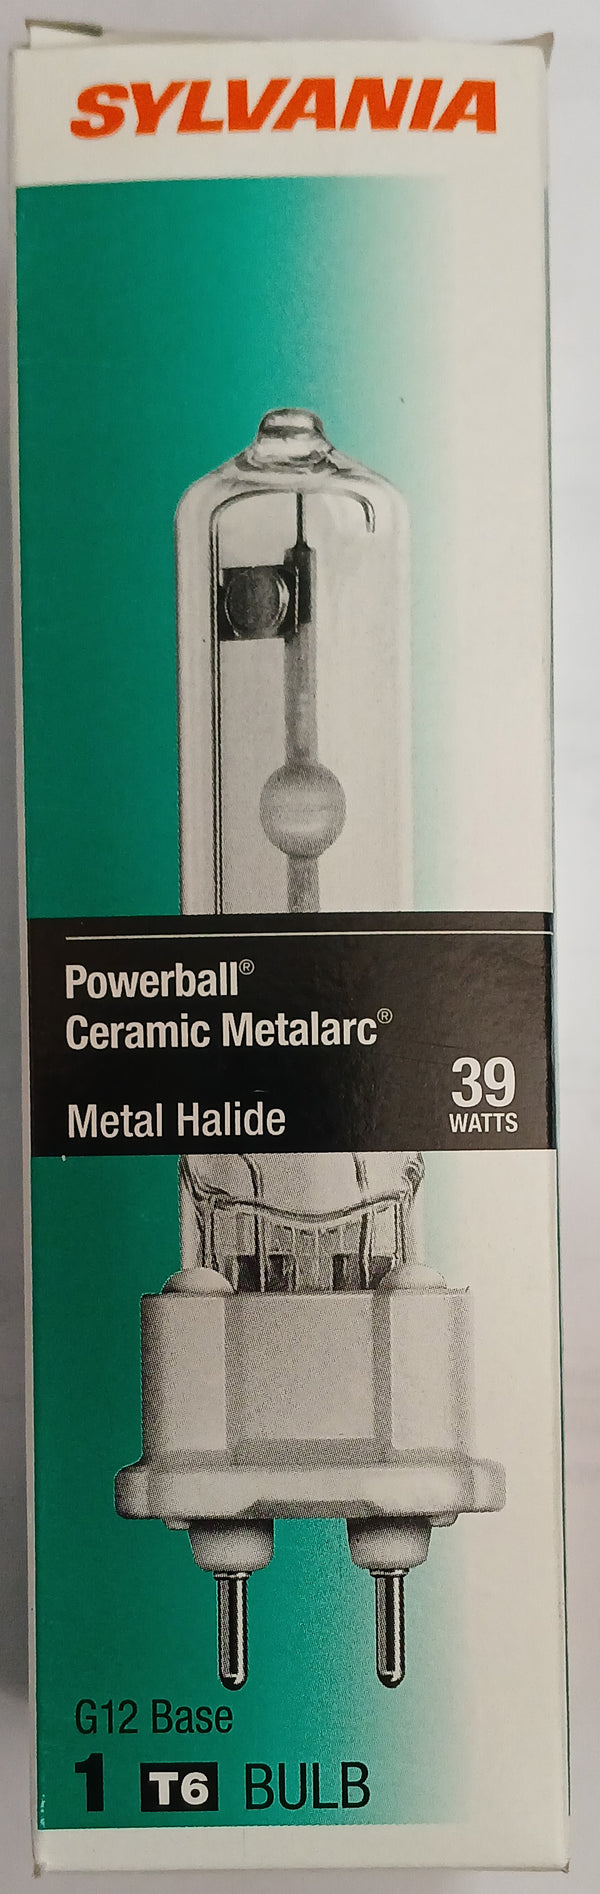 SYLVANIA
Powerball®
Ceramic Metalarc®
Metal Halide
39
WATTS
G12 Base
1 T6 BULB